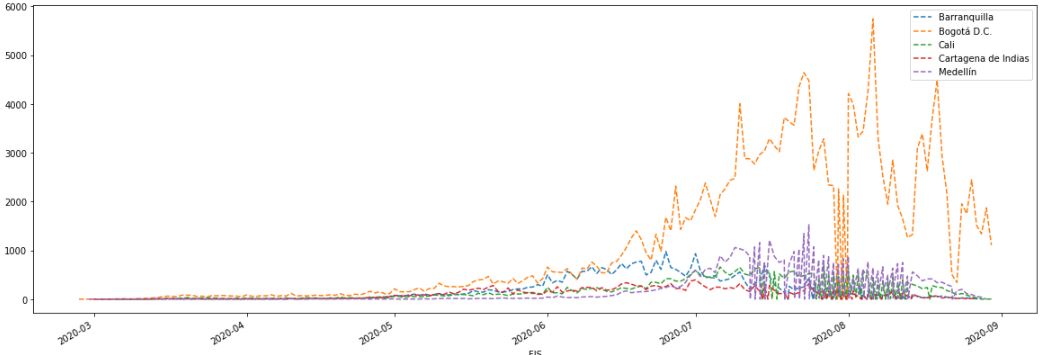 6000
5000
4000
3000
2000
1000
0
Barranquilla
Bogotá D.C.
Cali
Cartagena de Indias
Medellín
2020-03
2020-04
2020-05
2020-06
2020-07
2020-08
2020-09
FIS